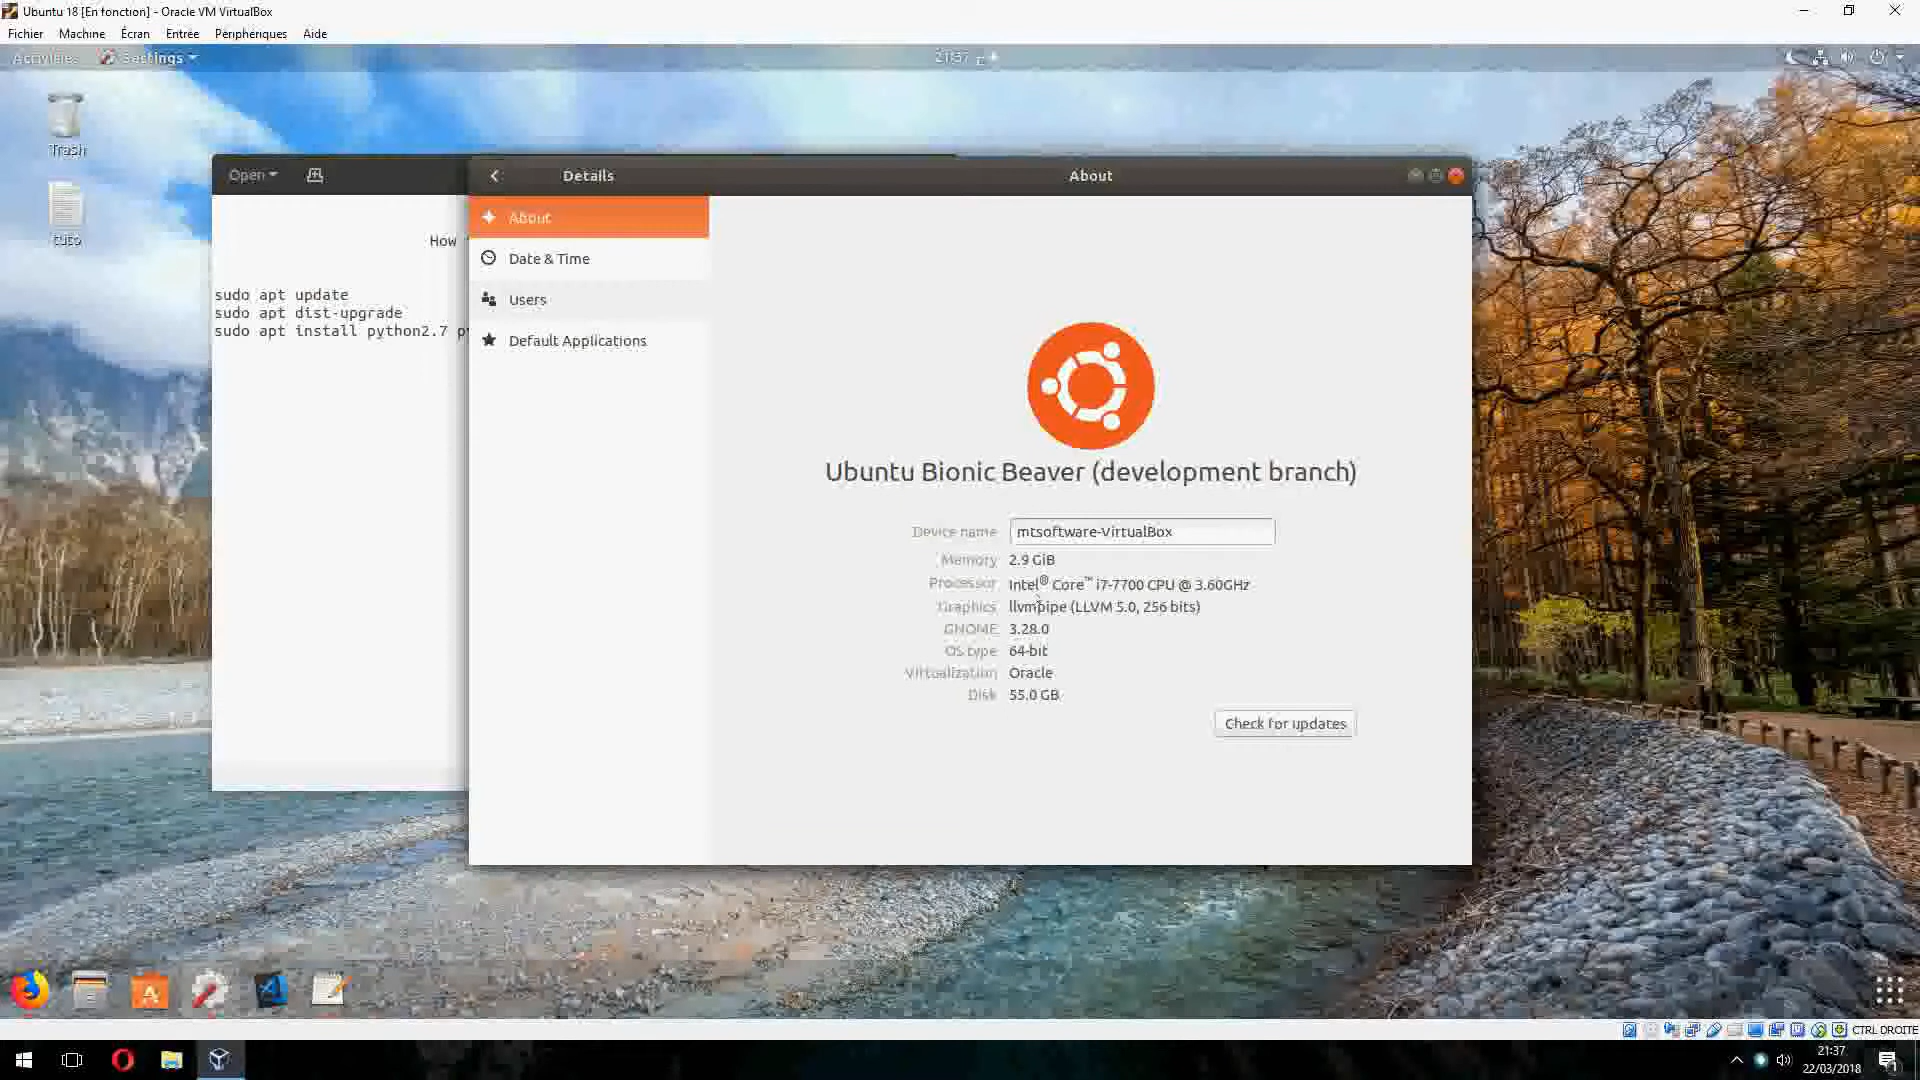 Ubuntu 18 [En fonction] - Oracle VM VirtualBox
Fichier Machine Écran Entrée Périphériques Aide
Activities Settings 21:37
Trash
tuto
Open
Details
About
How
sudo apt update
sudo apt dist-upgrade
sudo apt install python2.7
About
Date & Time
Users
Default Applications
Ubuntu Bionic Beaver (development branch)
Device name mtsoftware-VirtualBox
Memory 2.9 GiB
Processor Intel® Core™ i7-7700 CPU @ 3.60GHz
Graphics llvmpipe (LLVM 5.0, 256 bits)
GNOME 3.28.0
OS type 64-bit
Virtualization Oracle
Disk 55.0 GB
Check for updates
CTRL DROITE
21:37
22/03/2018